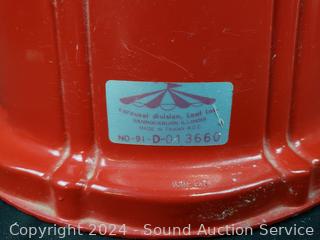 carousel division, Leaf Inc.
BANNOCKBURN, ILLINOIS
MADE IN TAIWAN R.O.C.
NO-91-D-013660
Copyright 2024 - Sound Auction Service